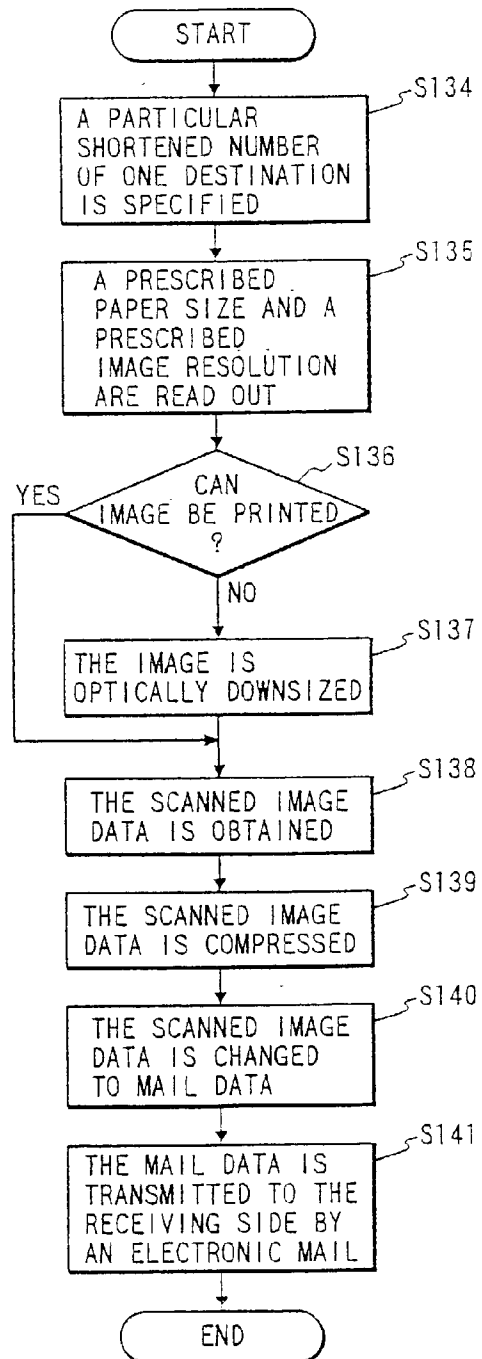 START
S134
A PARTICULAR
SHORTENED NUMBER
OF ONE DESTINATION
IS SPECIFIED
S135
A PRESCRIBED
PAPER SIZE AND A
PRESCRIBED
IMAGE RESOLUTION
ARE READ OUT
S136
YES
CAN
IMAGE BE PRINTED
?
NO
S137
THE IMAGE IS
OPTICALLY DOWNSIZED
S138
THE SCANNED IMAGE
DATA IS OBTAINED
S139
THE SCANNED IMAGE
DATA IS COMPRESSED
S140
THE SCANNED IMAGE
DATA IS CHANGED
TO MAIL DATA
S141
THE MAIL DATA IS
TRANSMITTED TO THE
RECEIVING SIDE BY
AN ELECTRONIC MAIL
END